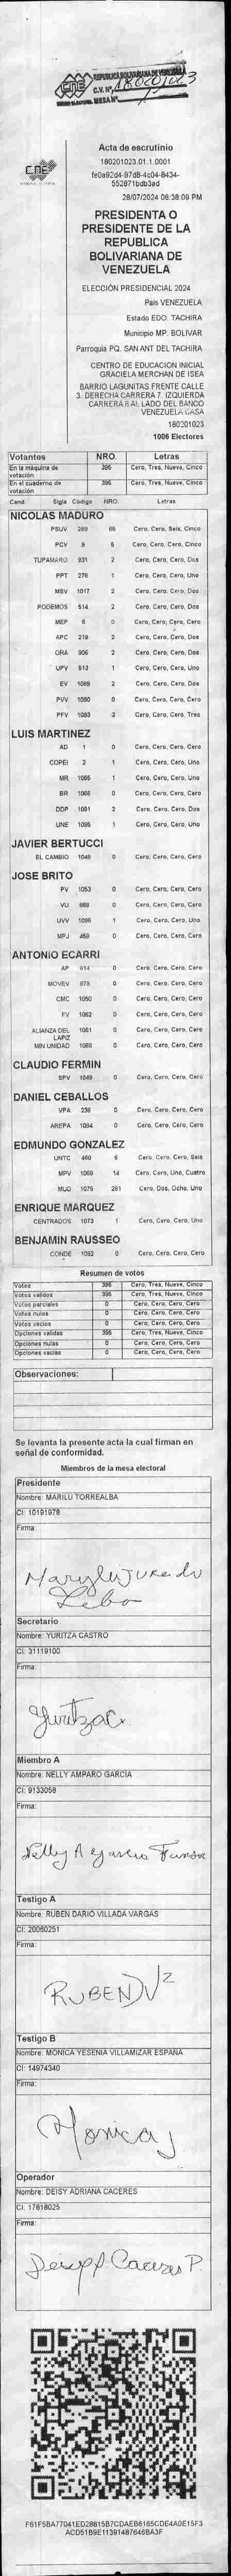 REPUBLICA BOLIVARIANA DE VENEZUELA
CNE
C.V. Nº
MESA Nº
Acta de escrutinio
180201023.01.1.0001
fe0a92d4-97d8-4c04-8434-
552871bdb3ad
28/07/2024 06:38:09 PM
PRESIDENTA O
PRESIDENTE DE LA
REPUBLICA
BOLIVARIANA DE
VENEZUELA
ELECCIÓN PRESIDENCIAL 2024
País VENEZUELA
Estado EDO. TACHIRA
Municipio MP. BOLIVAR
Parroquia PQ. SAN ANT DEL TACHIRA
CENTRO DE EDUCACION INICIAL
GRACIELA MERCHAN DE ISEA
BARRIO LAGUNITAS FRENTE CALLE
3. DERECHA CARRERA 7. IZQUIERDA
CARRERA 8 AL LADO DEL BANCO
VENEZUELA CASA
180201023
1006 Electores
Votantes NRO. Letras
En la máquina de votación 395 Cero, Tres, Nueve, Cinco
En el cuaderno de votación 395 Cero, Tres, Nueve, Cinco
Cand Sigla Código NRO. Letras
NICOLAS MADURO
PSUV 269 65 Cero, Cero, Seis, Cinco
PCV 9 5 Cero, Cero, Cero, Cinco
TUPAMARO 931 2 Cero, Cero, Cero, Dos
PPT 276 1 Cero, Cero, Cero, Uno
MSV 1017 2 Cero, Cero, Cero, Dos
PODEMOS 514 2 Cero, Cero, Cero, Dos
MEP 6 0 Cero, Cero, Cero, Cero
APC 219 2 Cero, Cero, Cero, Dos
ORA 906 2 Cero, Cero, Cero, Dos
UPV 513 1 Cero, Cero, Cero, Uno
EV 1089 2 Cero, Cero, Cero, Dos
PVV 1090 0 Cero, Cero, Cero, Cero
PFV 1093 3 Cero, Cero, Cero, Tres
LUIS MARTINEZ
AD 1 0 Cero, Cero, Cero, Cero
COPEI 2 1 Cero, Cero, Cero, Uno
MR 1065 1 Cero, Cero, Cero, Uno
BR 1066 0 Cero, Cero, Cero, Cero
DDP 1091 2 Cero, Cero, Cero, Dos
UNE 1095 1 Cero, Cero, Cero, Uno
JAVIER BERTUCCI
EL CAMBIO 1048 0 Cero, Cero, Cero, Cero
JOSE BRITO
PV 1053 0 Cero, Cero, Cero, Cero
VU 868 0 Cero, Cero, Cero, Cero
UVV 1096 1 Cero, Cero, Cero, Uno
MPJ 459 0 Cero, Cero, Cero, Cero
ANTONIO ECARRI
AP 914 0 Cero, Cero, Cero, Cero
MOVEV 878 0 Cero, Cero, Cero, Cero
CMC 1050 0 Cero, Cero, Cero, Cero
FV 1062 0 Cero, Cero, Cero, Cero
ALIANZA DEL LAPIZ 1051 0 Cero, Cero, Cero, Cero
MIN UNIDAD 1069 0 Cero, Cero, Cero, Cero
CLAUDIO FERMIN
SPV 1049 0 Cero, Cero, Cero, Cero
DANIEL CEBALLOS
VPA 236 0 Cero, Cero, Cero, Cero
AREPA 1094 0 Cero, Cero, Cero, Cero
EDMUNDO GONZALEZ
UNTC 460 6 Cero, Cero, Cero, Seis
MPV 1069 14 Cero, Cero, Uno, Cuatro
MUD 1075 281 Cero, Dos, Ocho, Uno
ENRIQUE MARQUEZ
CENTRADOS 1073 1 Cero, Cero, Cero, Uno
BENJAMIN RAUSSEO
CONDE 1092 0 Cero, Cero, Cero, Cero
Resumen de votos
Votos 395 Cero, Tres, Nueve, Cinco
Votos validos 395 Cero, Tres, Nueve, Cinco
Votos parciales 0 Cero, Cero, Cero, Cero
Votos nulos 0 Cero, Cero, Cero, Cero
Votos vacios 0 Cero, Cero, Cero, Cero
Opciones validas 395 Cero, Tres, Nueve, Cinco
Opciones nulas 0 Cero, Cero, Cero, Cero
Opciones vacias 0 Cero, Cero, Cero, Cero
Observaciones:
Se levanta la presente acta la cual firman en
señal de conformidad.
Miembros de la mesa electoral
Presidente
Nombre: MARILU TORREALBA
CI: 10191978
Firma:
Secretario
Nombre: YURITZA CASTRO
CI: 31119100
Firma:
Yuritza C.
Miembro A
Nombre: NELLY AMPARO GARCIA
CI: 9133058
Firma:
Nelly A
Testigo A
Nombre: RUBEN DARIO VILLADA VARGAS
CI: 20060251
Firma:
RUBEN
Testigo B
Nombre: MONICA YESENIA VILLAMIZAR ESPAÑA
CI: 14974340
Firma:
Monica
Operador
Nombre: DEISY ADRIANA CACERES
CI: 17818025
Firma:
Caceres P.
F61F5BA77041ED28615B7CDAEB6165CDE4A0E15F3
ACD51B9E11391487646BA3F